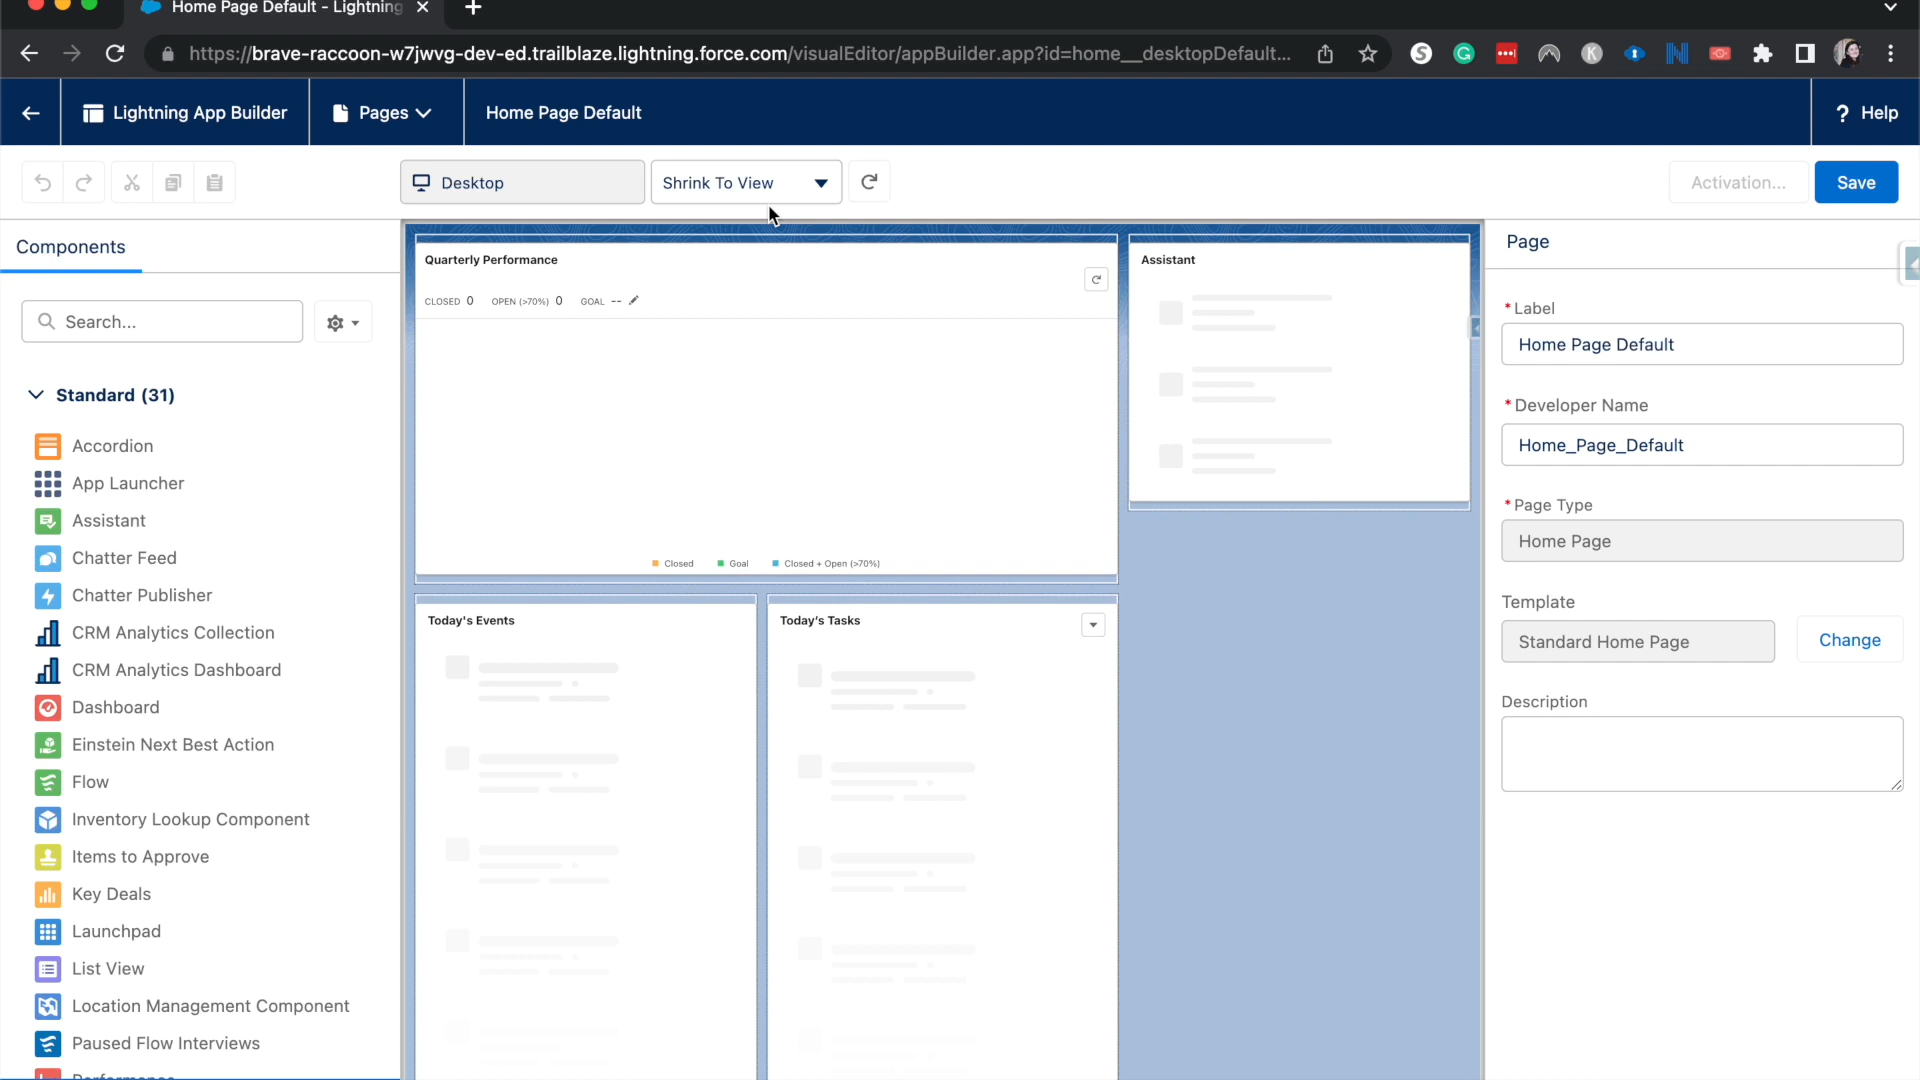 Home Page Default - Lightning
https://brave-raccoon-w7jwvg-dev-ed.trailblaze.lightning.force.com/visualEditor/appBuilder.app?id=home__desktopDefault...
Lightning App Builder
Pages
Home Page Default
? Help
Desktop
Shrink To View
Activation...
Save
Components
Search...
Standard (31)
Accordion
App Launcher
Assistant
Chatter Feed
Chatter Publisher
CRM Analytics Collection
CRM Analytics Dashboard
Dashboard
Einstein Next Best Action
Flow
Inventory Lookup Component
Items to Approve
Key Deals
Launchpad
List View
Location Management Component
Paused Flow Interviews
Performance
Quarterly Performance
CLOSED 0 OPEN (>70%) 0 GOAL --
Closed Goal Closed + Open (>70%)
Assistant
Today's Events
Today's Tasks
Page
* Label
Home Page Default
* Developer Name
Home_Page_Default
* Page Type
Home Page
Template
Standard Home Page
Change
Description